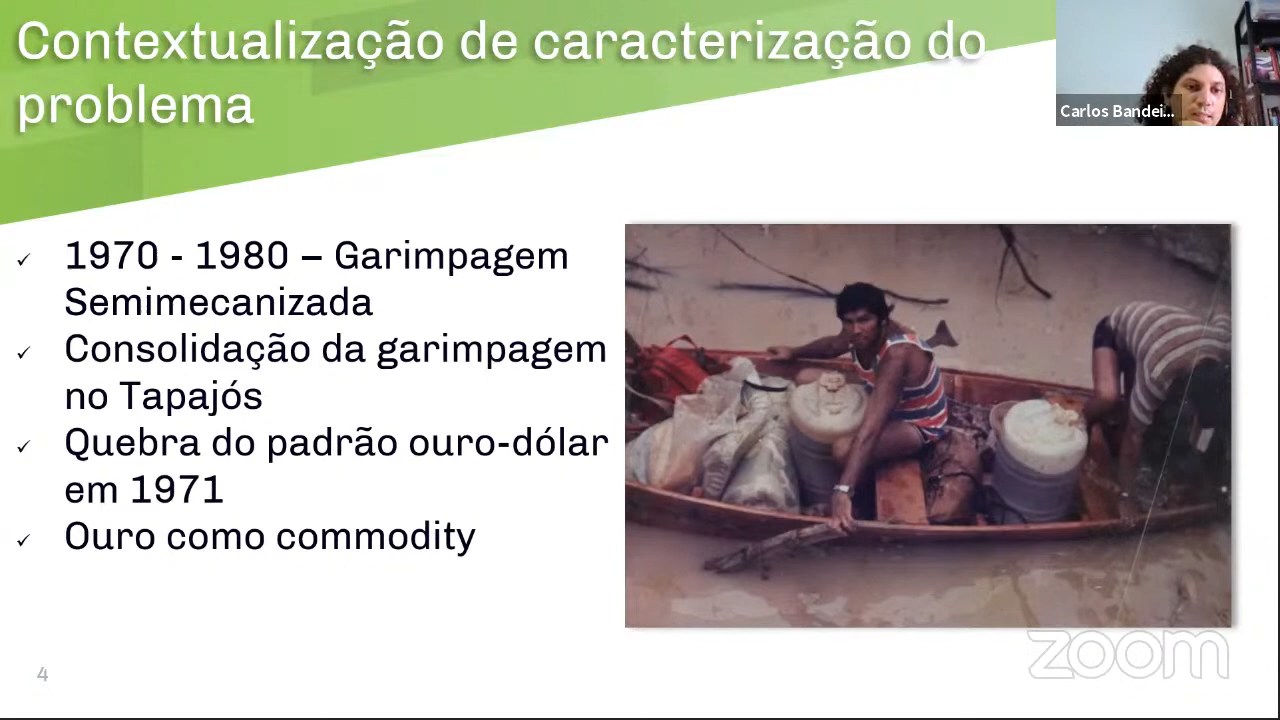 Contextualização de caracterização do
problema
Carlos Bandei...
1970 - 1980 – Garimpagem
Semimecanizada
Consolidação da garimpagem
no Tapajós
Quebra do padrão ouro-dólar
em 1971
Ouro como commodity
4
zoom